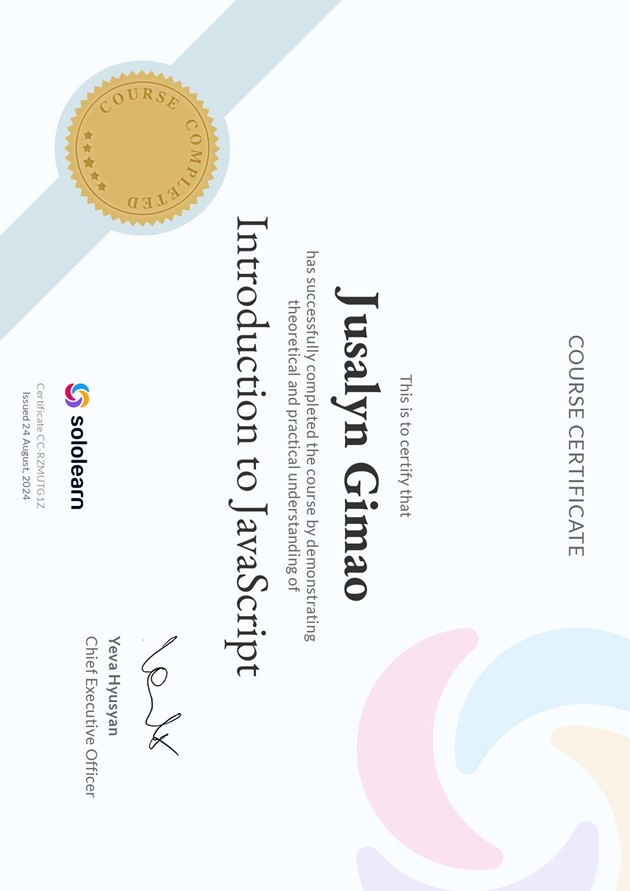 COURSE CERTIFICATE
This is to certify that
Jusalyn Gimao
has successfully completed the course by demonstrating
theoretical and practical understanding of
Introduction to JavaScript
COURSE COMPLETED
Yeva Hyusyan
Chief Executive Officer
sololearn
Certificate CC-RZMUTG1Z
Issued 24 August, 2024